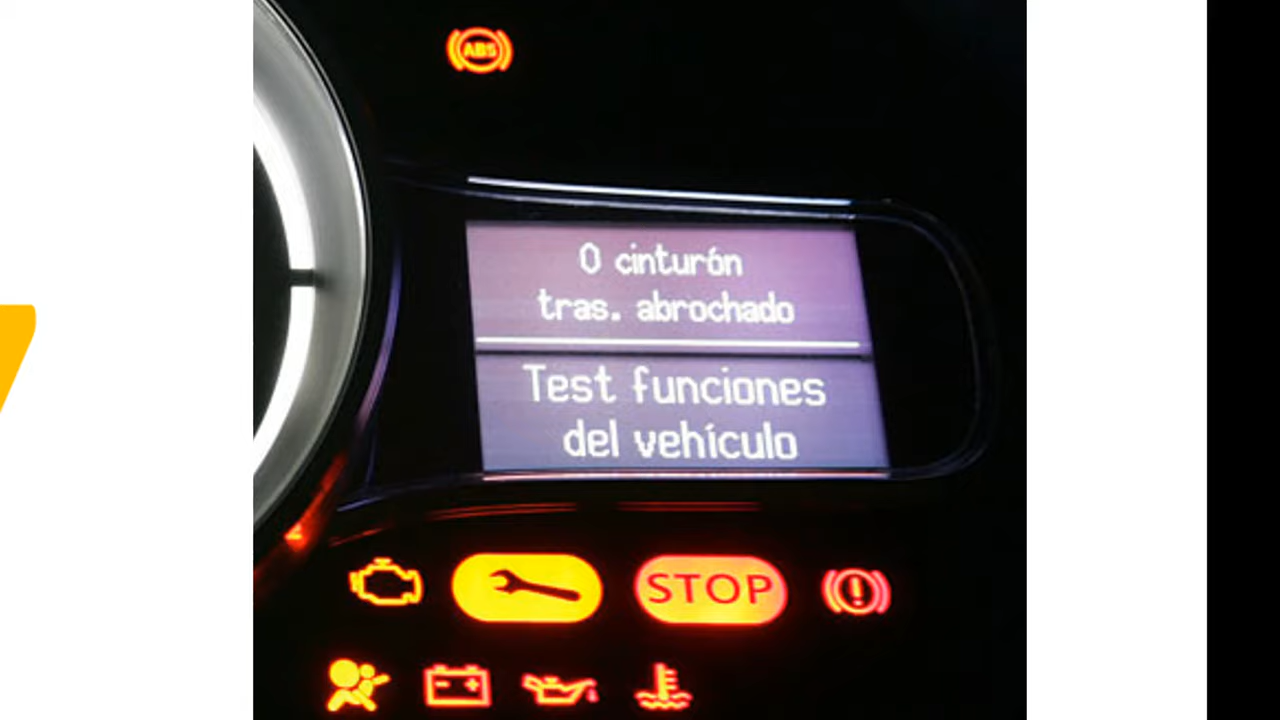 ABS
0 cinturón
tras. abrochado
Test funciones
del vehículo
STOP